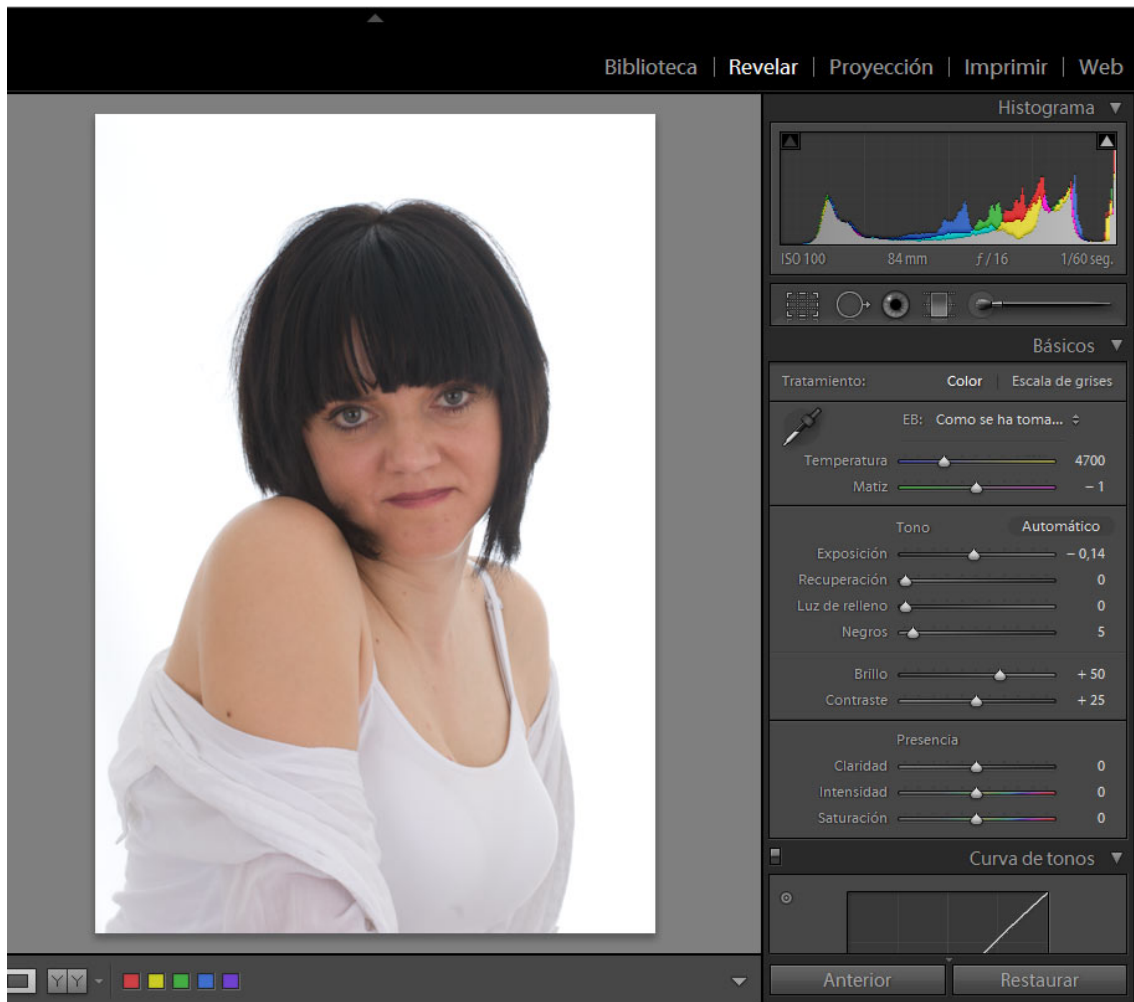 Biblioteca | Revelar | Proyección | Imprimir | Web
Histograma
ISO 100 84 mm ƒ / 16 1/60 seg.
Básicos
Tratamiento: Color Escala de grises
EB: Como se ha toma...
Temperatura 4700
Matiz − 1
Tono Automático
Exposición − 0,14
Recuperación 0
Luz de relleno 0
Negros 5
Brillo + 50
Contraste + 25
Presencia
Claridad 0
Intensidad 0
Saturación 0
Curva de tonos
YY
Anterior Restaurar